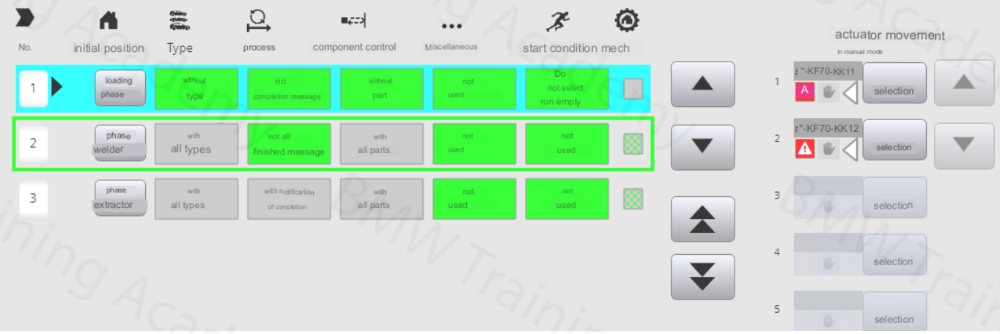 No.
initial position
Type
process
component control
Miscellaneous
start condition mech
1
loading
phase
without
type
no
completion message
without
part
not
used
Do
not select
run empty
2
phase
welder
with
all types
not all
finished message
with
all parts
not
used
not
used
3
phase
extractor
with
all types
with notification
of completion
with
all parts
not
used
not
used
actuator movement
in manual mode
1
"-KF70-KK11
A
selection
2
"-KF70-KK12
selection
3
selection
4
selection
5
selection
BMW Training Academy